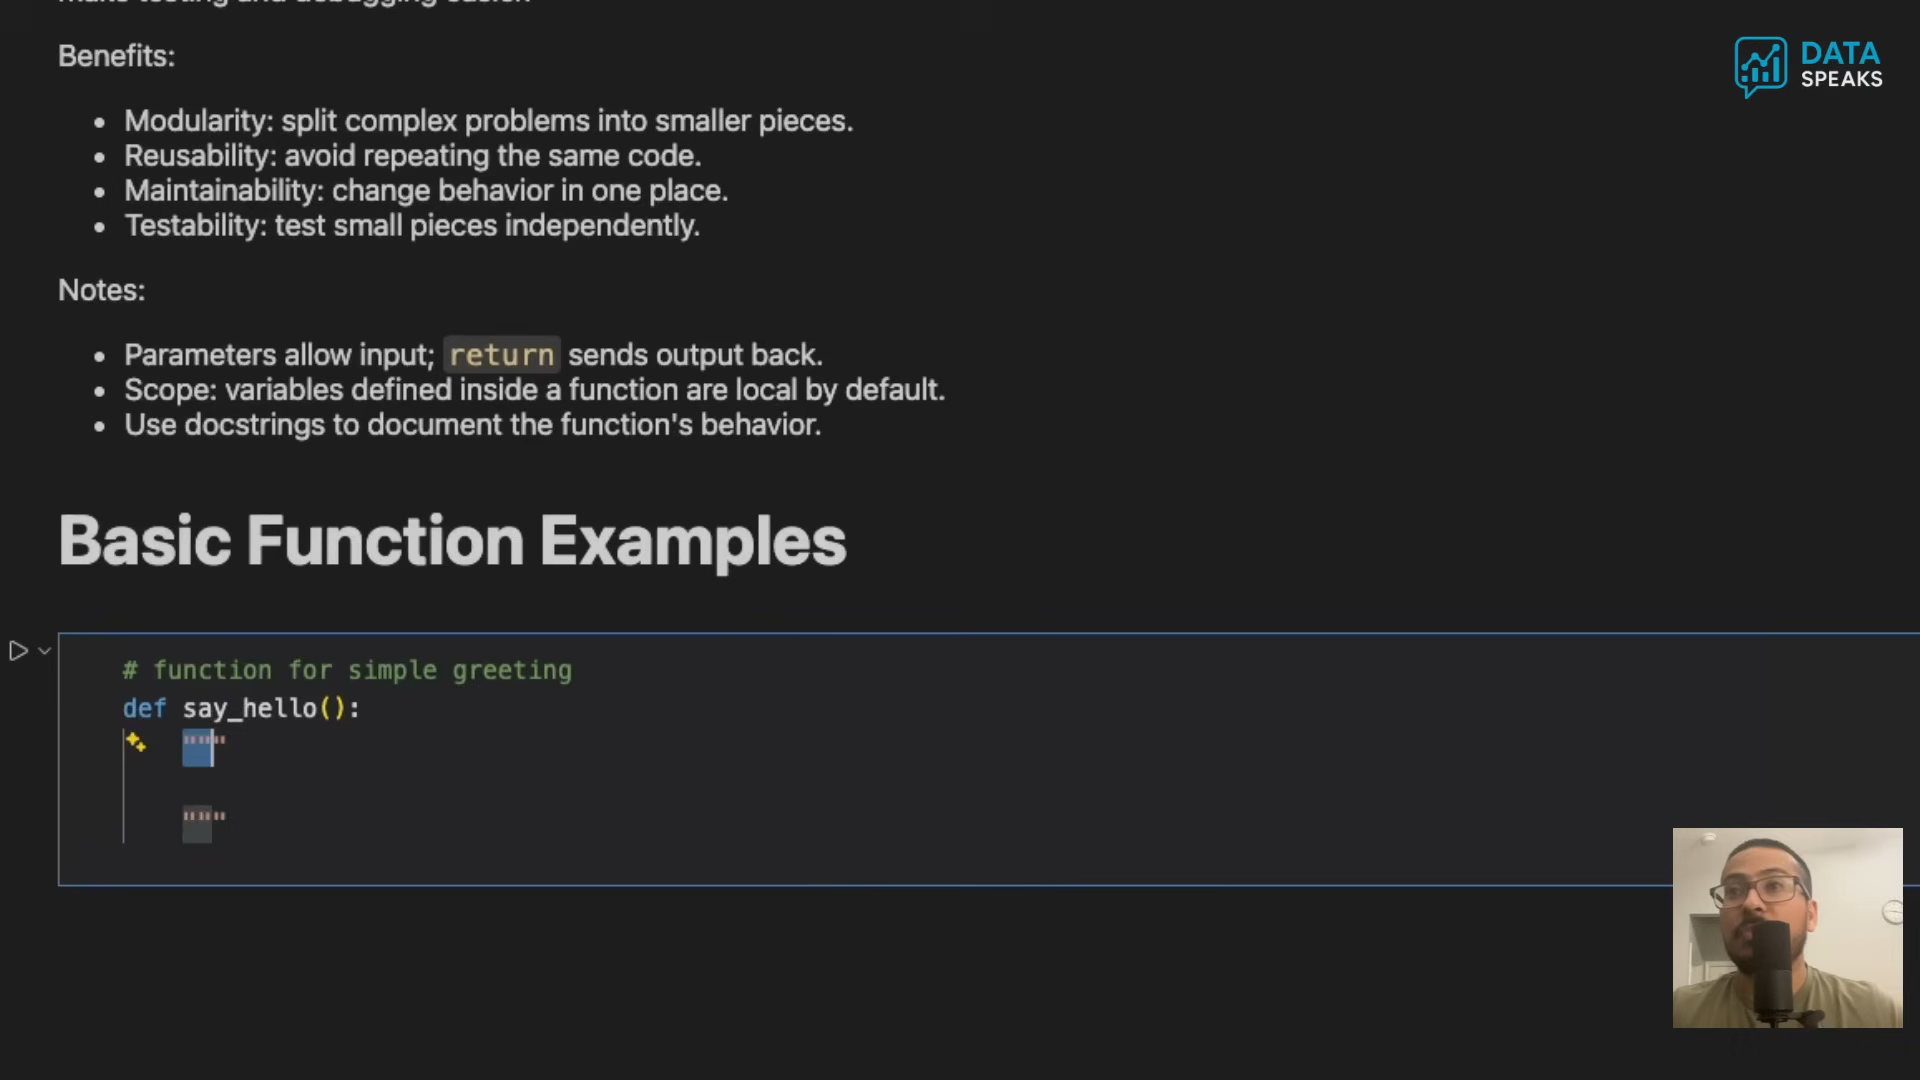 Benefits:
DATA
SPEAKS
• Modularity: split complex problems into smaller pieces.
• Reusability: avoid repeating the same code.
• Maintainability: change behavior in one place.
• Testability: test small pieces independently.
Notes:
• Parameters allow input; return sends output back.
• Scope: variables defined inside a function are local by default.
• Use docstrings to document the function's behavior.
Basic Function Examples
# function for simple greeting
def say_hello():
"""
"""